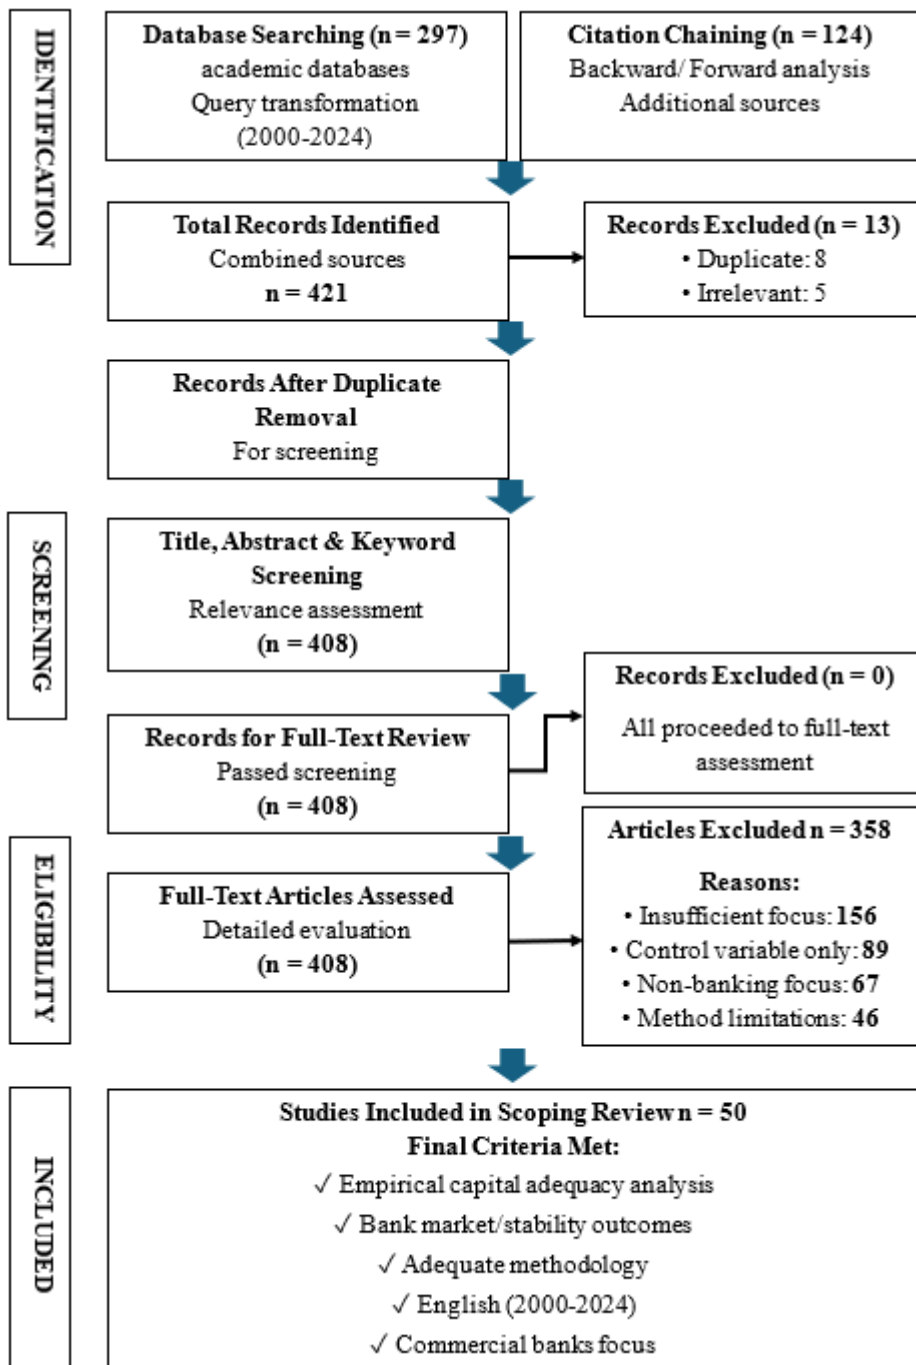 IDENTIFICATION
Database Searching (n = 297)
academic databases
Query transformation
(2000-2024)
Citation Chaining (n = 124)
Backward/ Forward analysis
Additional sources
Total Records Identified
Combined sources
n = 421
Records Excluded (n = 13)
• Duplicate: 8
• Irrelevant: 5
Records After Duplicate
Removal
For screening
SCREENING
Title, Abstract & Keyword
Screening
Relevance assessment
(n = 408)
Records for Full-Text Review
Passed screening
(n = 408)
Records Excluded (n = 0)
All proceeded to full-text
assessment
ELIGIBILITY
Full-Text Articles Assessed
Detailed evaluation
(n = 408)
Articles Excluded n = 358
Reasons:
• Insufficient focus: 156
• Control variable only: 89
• Non-banking focus: 67
• Method limitations: 46
INCLUDED
Studies Included in Scoping Review n = 50
Final Criteria Met:
✓ Empirical capital adequacy analysis
✓ Bank market/stability outcomes
✓ Adequate methodology
✓ English (2000-2024)
✓ Commercial banks focus